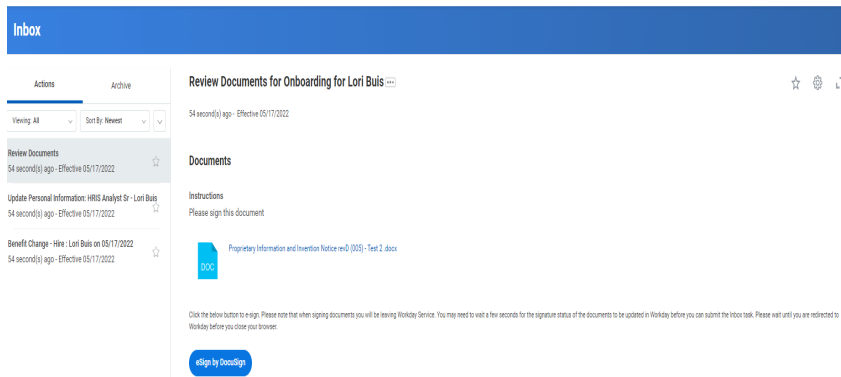 Inbox
Actions
Archive
Viewing: All
Sort By: Newest
Review Documents
54 second(s) ago - Effective 05/17/2022
Update Personal Information: HRIS Analyst Sr - Lori Buis
54 second(s) ago - Effective 05/17/2022
Benefit Change - Hire : Lori Buis on 05/17/2022
54 second(s) ago - Effective 05/17/2022
Review Documents for Onboarding for Lori Buis
54 second(s) ago - Effective 05/17/2022
Documents
Instructions
Please sign this document
DOC
Proprietary Information and Invention Notice revD (005) - Test 2 .docx
Click the below button to e-sign. Please note that when signing documents you will be leaving Workday Service. You may need to wait a few seconds for the signature status of the documents to be updated in Workday before you can submit the Inbox task. Please wait until you are redirected to
Workday before you close your browser.
eSign by DocuSign